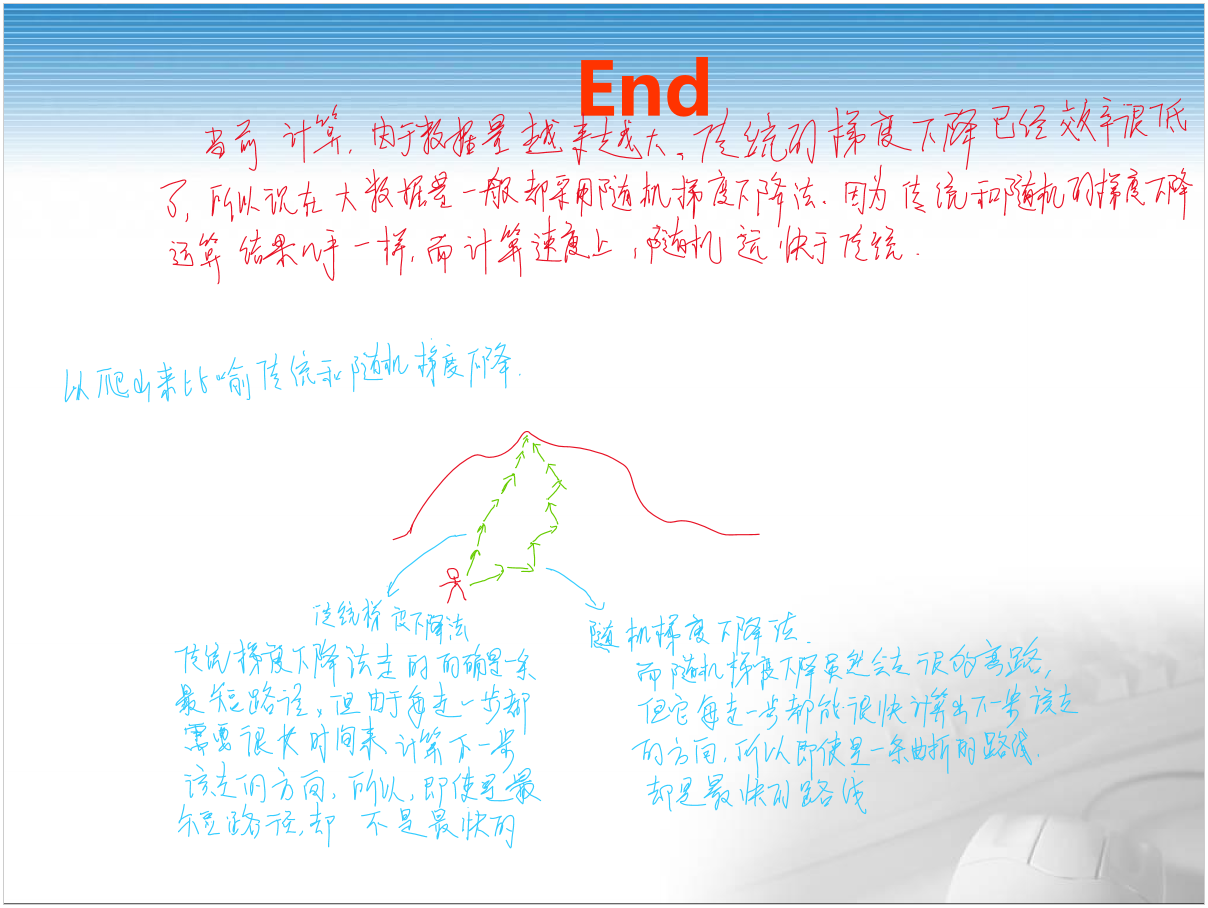 End
当前 计算,由于数据量越来越大,传统的梯度下降已经效率很低
了,所以说在大数据量一般都采用随机梯度下降法.因为传统和随机的梯度下降
运算结果几乎一样,而计算速度上,随机远快于传统.
以爬山来比喻传统和随机梯度下降.
传统梯度下降法
传统梯度下降法走的的确是一条
最短路径,但由于每走一步都
需要很长时间来计算下一步
该走的方向,所以,即使是最
短路径,却 不是最快的
随机梯度下降法.
而随机梯度下降虽然会走很的弯路,
但它每走一步都能很快计算出下一步该走
的方向,所以即使是一条曲折的路线.
却是最快的路线